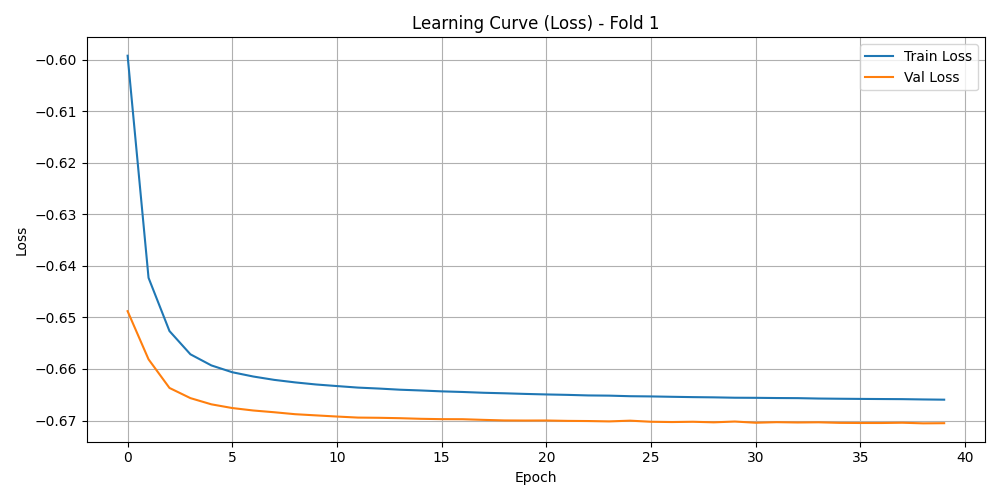 Learning Curve (Loss) - Fold 1
Train Loss
Val Loss
Loss
−0.60
−0.61
−0.62
−0.63
−0.64
−0.65
−0.66
−0.67
0 5 10 15 20 25 30 35 40
Epoch